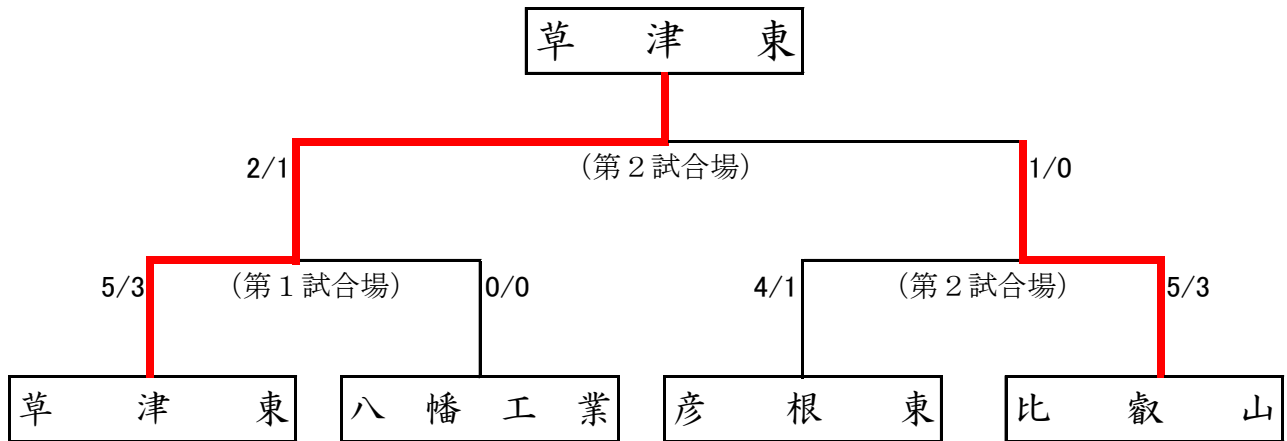 草津東
2/1 (第2試合場) 1/0
5/3 (第1試合場) 0/0 4/1 (第2試合場) 5/3
草津東 八幡工業 彦根東 比叡山